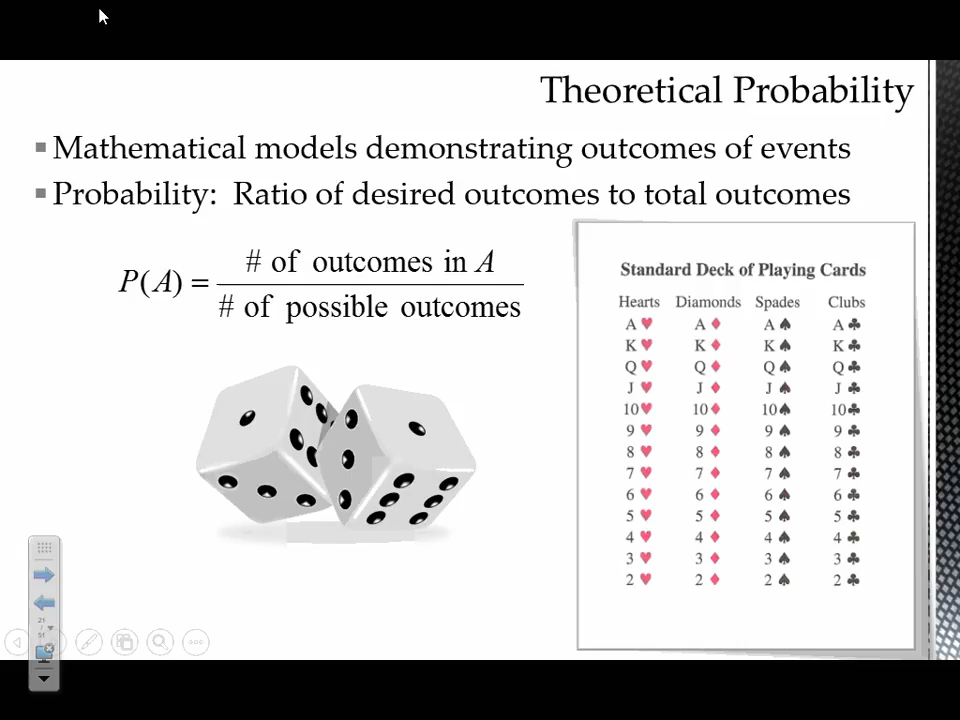 Theoretical Probability
Mathematical models demonstrating outcomes of events
Probability: Ratio of desired outcomes to total outcomes
P(A) = # of outcomes in A / # of possible outcomes
Standard Deck of Playing Cards
Hearts Diamonds Spades Clubs
A♥ A♦ A♠ A♣
K♥ K♦ K♠ K♣
Q♥ Q♦ Q♠ Q♣
J♥ J♦ J♠ J♣
10♥ 10♦ 10♠ 10♣
9♥ 9♦ 9♠ 9♣
8♥ 8♦ 8♠ 8♣
7♥ 7♦ 7♠ 7♣
6♥ 6♦ 6♠ 6♣
5♥ 5♦ 5♠ 5♣
4♥ 4♦ 4♠ 4♣
3♥ 3♦ 3♠ 3♣
2♥ 2♦ 2♠ 2♣
21
/
51